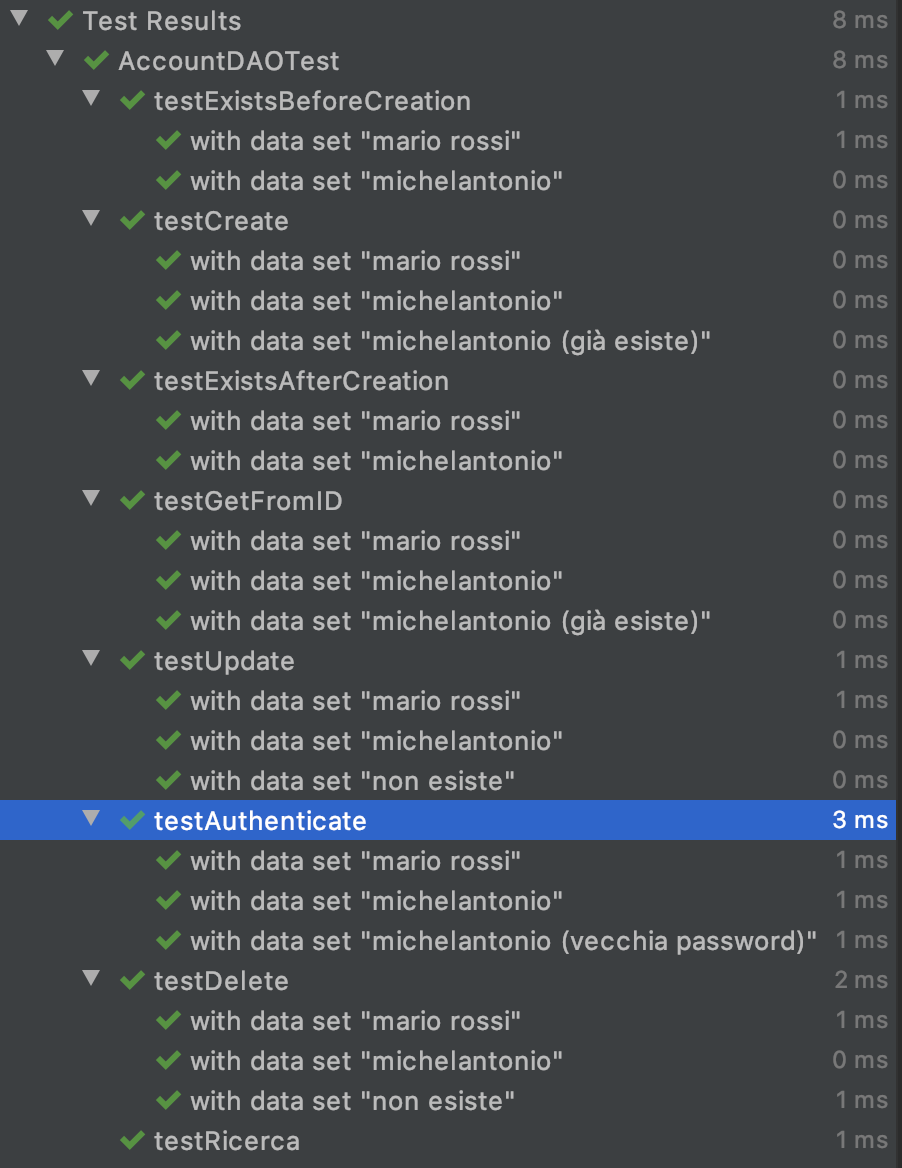 Test Results 8 ms
AccountDAOTest 8 ms
testExistsBeforeCreation 1 ms
with data set "mario rossi" 1 ms
with data set "michelantonio" 0 ms
testCreate 0 ms
with data set "mario rossi" 0 ms
with data set "michelantonio" 0 ms
with data set "michelantonio (già esiste)" 0 ms
testExistsAfterCreation 0 ms
with data set "mario rossi" 0 ms
with data set "michelantonio" 0 ms
testGetFromID 0 ms
with data set "mario rossi" 0 ms
with data set "michelantonio" 0 ms
with data set "michelantonio (già esiste)" 0 ms
testUpdate 1 ms
with data set "mario rossi" 1 ms
with data set "michelantonio" 0 ms
with data set "non esiste" 0 ms
testAuthenticate 3 ms
with data set "mario rossi" 1 ms
with data set "michelantonio" 1 ms
with data set "michelantonio (vecchia password)" 1 ms
testDelete 2 ms
with data set "mario rossi" 1 ms
with data set "michelantonio" 0 ms
with data set "non esiste" 1 ms
testRicerca 1 ms